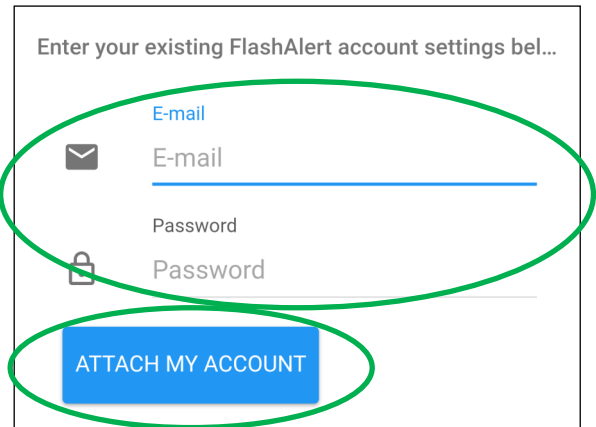 Enter your existing FlashAlert account settings bel...
E-mail
E-mail
Password
Password
ATTACH MY ACCOUNT